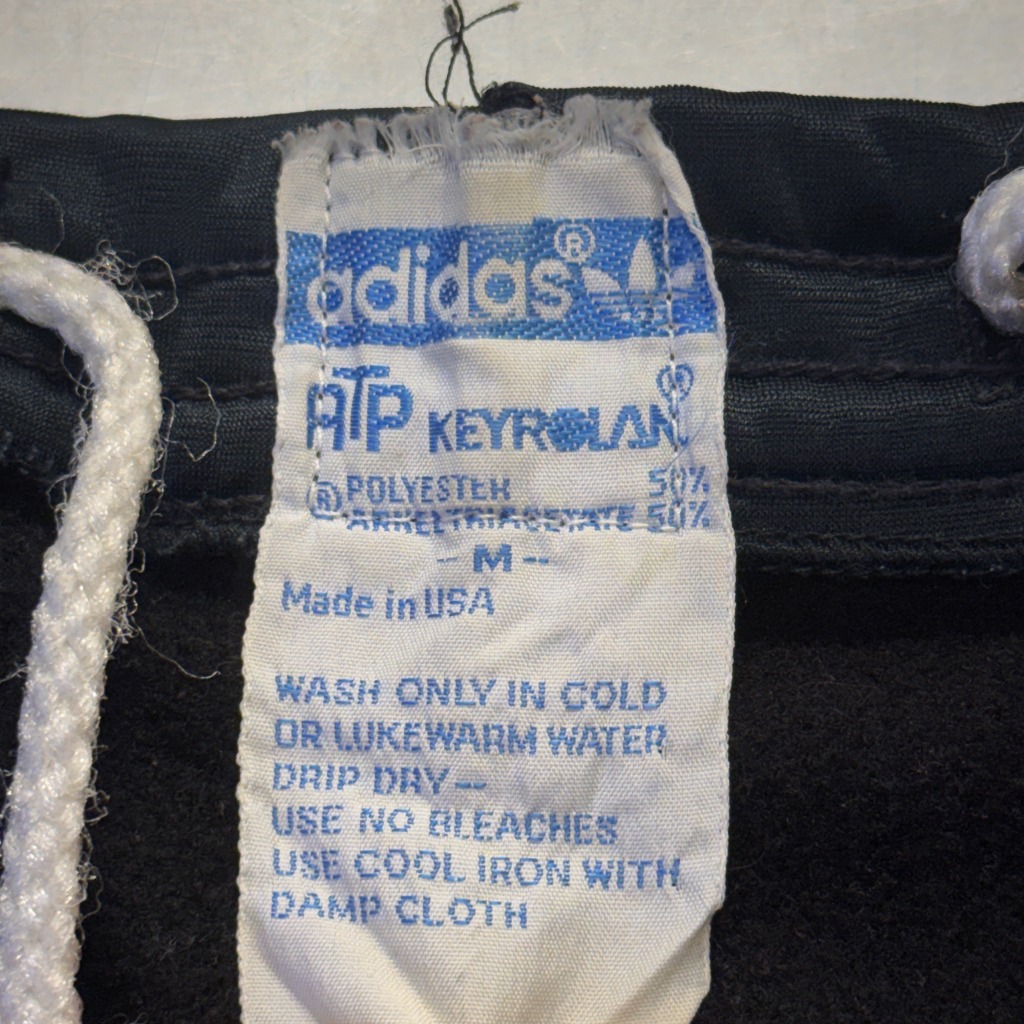 adidas®
ATP KEYROLAN®
POLYESTER 50%
® ARNEL TRIACETATE 50%
-- M --
Made in USA
WASH ONLY IN COLD
OR LUKEWARM WATER
DRIP DRY --
USE NO BLEACHES
USE COOL IRON WITH
DAMP CLOTH